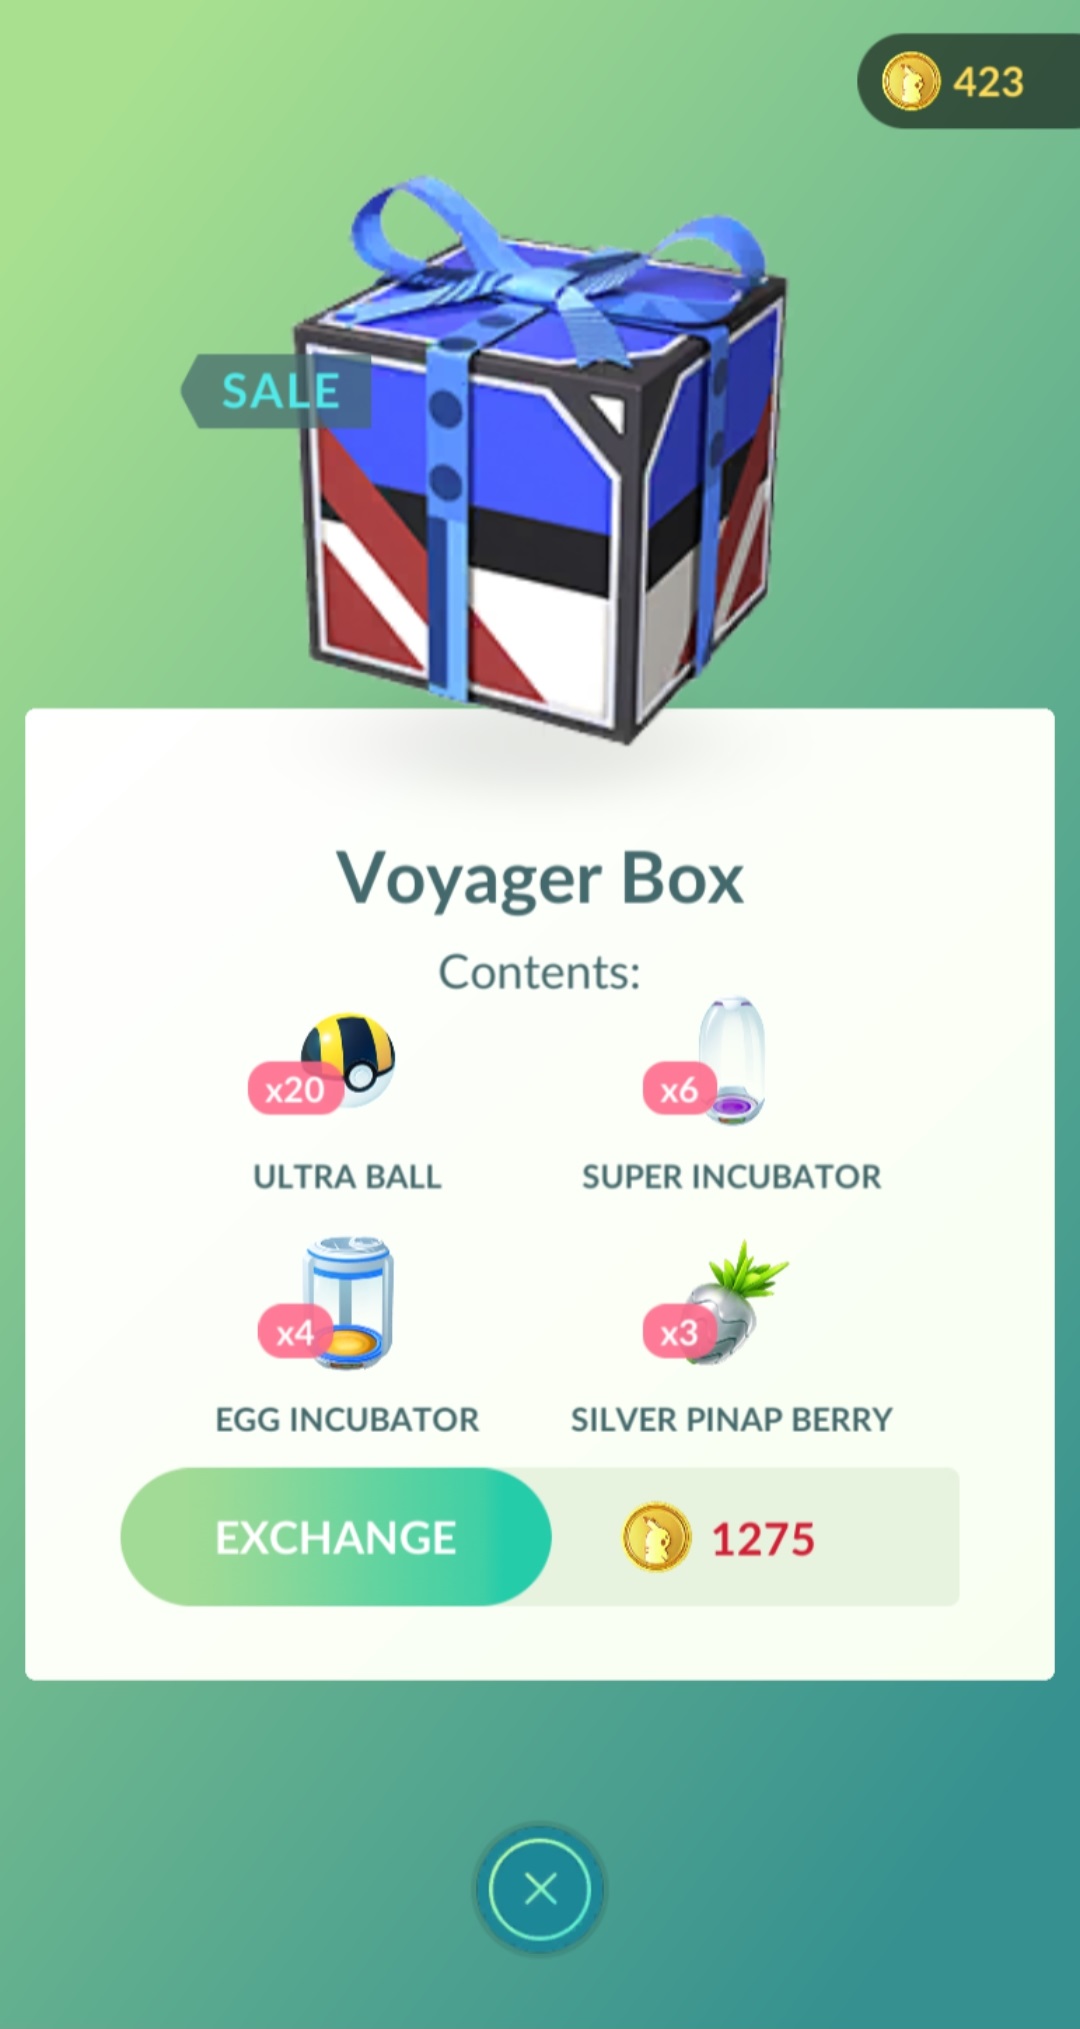 423
SALE
Voyager Box
Contents:
x20
x6
ULTRA BALL
SUPER INCUBATOR
x4
x3
EGG INCUBATOR
SILVER PINAP BERRY
EXCHANGE
1275